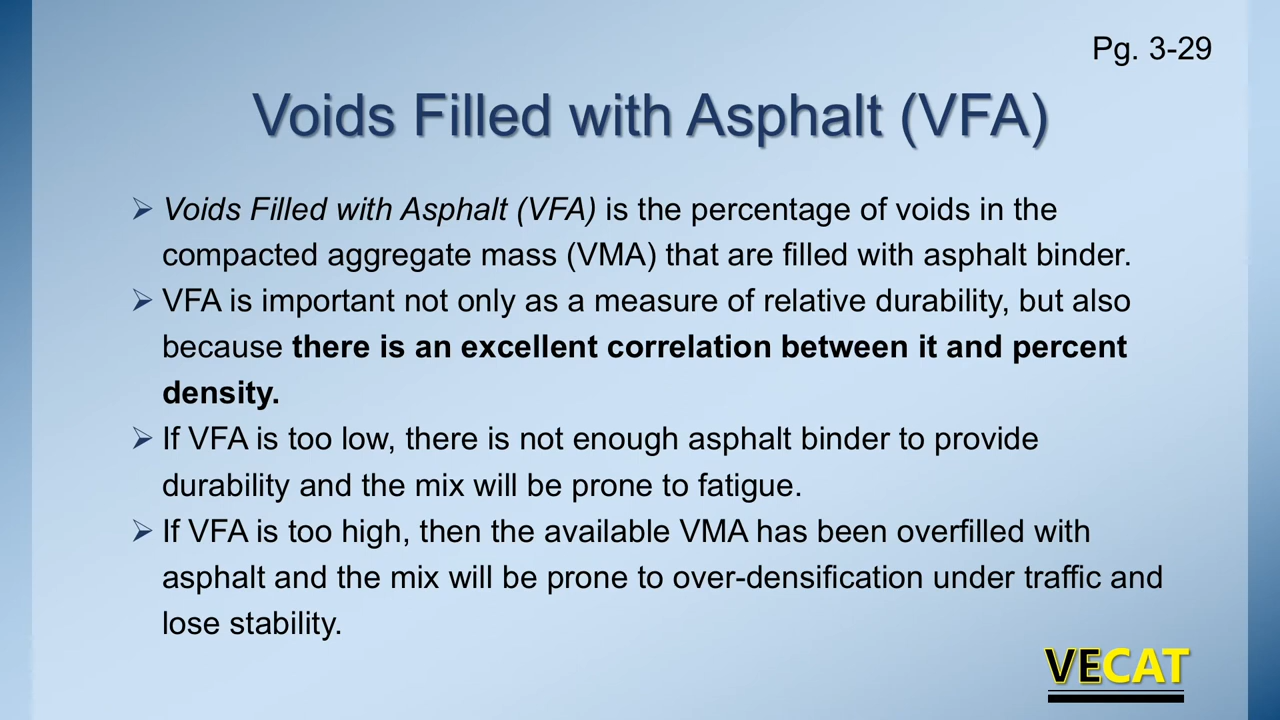 Pg. 3-29
Voids Filled with Asphalt (VFA)
➢ Voids Filled with Asphalt (VFA) is the percentage of voids in the
compacted aggregate mass (VMA) that are filled with asphalt binder.
➢ VFA is important not only as a measure of relative durability, but also
because there is an excellent correlation between it and percent
density.
➢ If VFA is too low, there is not enough asphalt binder to provide
durability and the mix will be prone to fatigue.
➢ If VFA is too high, then the available VMA has been overfilled with
asphalt and the mix will be prone to over-densification under traffic and
lose stability.
VECAT